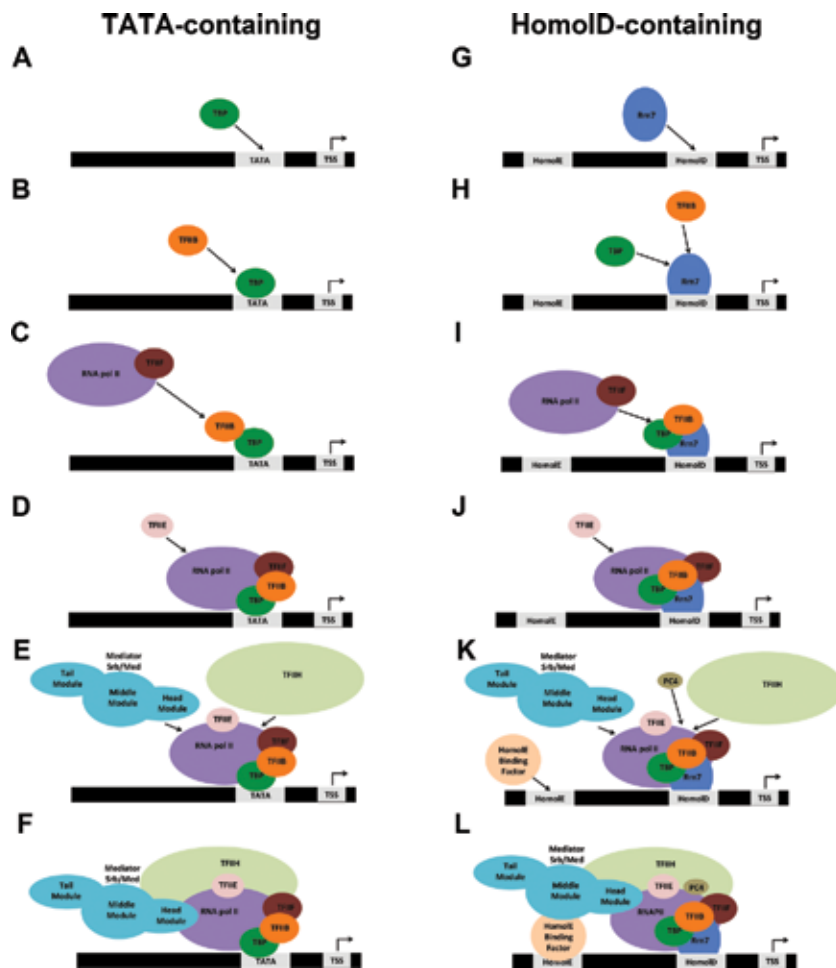 TATA-containing
A
TBP
TATA
TSS
B
TFIIB
TBP
TATA
TSS
C
RNA pol II
TFIIF
TFIIB
TBP
TATA
TSS
D
TFIIE
RNA pol II
TFIIF
TFIIB
TBP
TATA
TSS
E
Mediator
Srb/Med
Tail
Module
Middle
Module
Head
Module
TFIIH
TFIIE
RNA pol II
TFIIF
TFIIB
TBP
TATA
TSS
F
Mediator
Srb/Med
Tail
Module
Middle
Module
Head
Module
TFIIH
TFIIE
RNA pol II
TFIIF
TFIIB
TBP
TATA
TSS
HomolD-containing
G
Rrn7
HomolE
HomolD
TSS
H
TFIIB
TBP
Rrn7
HomolE
HomolD
TSS
I
RNA pol II
TFIIF
TFIIB
TBP
Rrn7
HomolE
HomolD
TSS
J
TFIIE
RNA pol II
TFIIF
TFIIB
TBP
Rrn7
HomolE
HomolD
TSS
K
Mediator
Srb/Med
Tail
Module
Middle
Module
Head
Module
PC4
TFIIH
TFIIE
RNA pol II
TFIIF
TFIIB
TBP
Rrn7
HomolE
Binding
Factor
HomolE
HomolD
TSS
L
Mediator
Srb/Med
Tail
Module
Middle
Module
Head
Module
TFIIH
TFIIE
PC4
RNAPII
TFIIF
TFIIB
TBP
Rrn7
HomolE
Binding
Factor
HomolE
HomolD
TSS